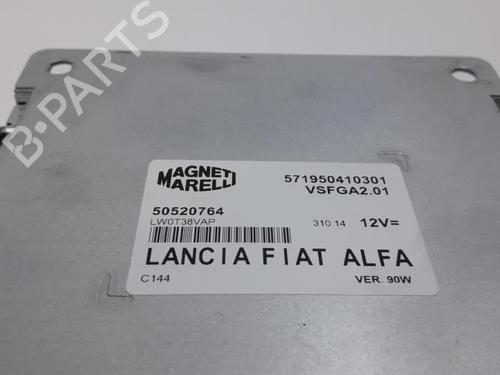 B-PARTS
MAGNETI MARELLI
571950410301
VSFGA2.01
50520764
LW0T38VAP
310 14 12V=
LANCIA FIAT ALFA
C144 VER. 90W